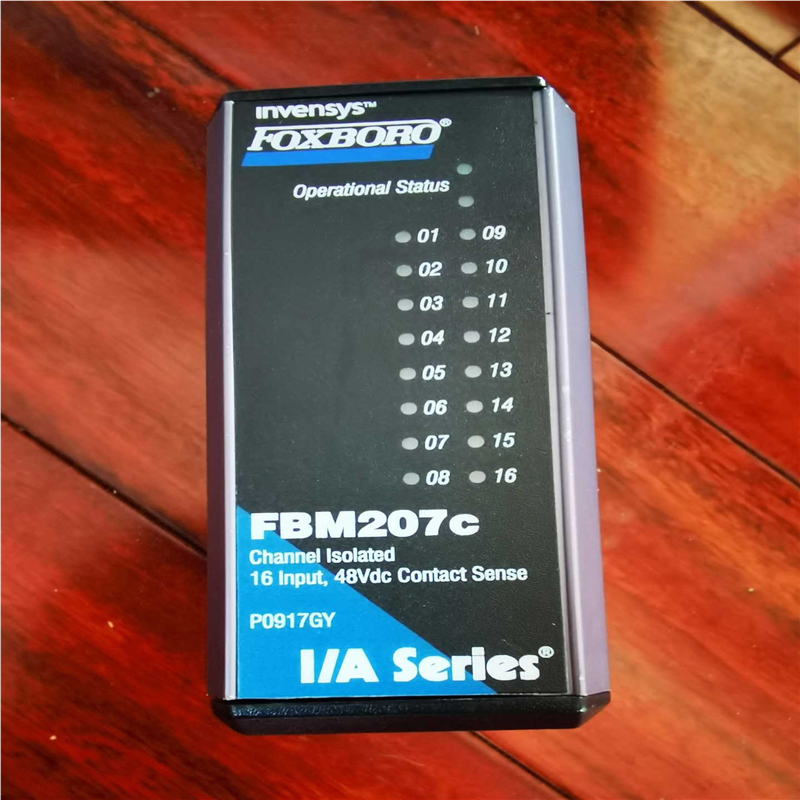 invensys™
FOXBORO®
Operational Status
01 09
02 10
03 11
04 12
05 13
06 14
07 15
08 16
FBM207c
Channel Isolated
16 Input, 48Vdc Contact Sense
P0917GY
I/A Series®